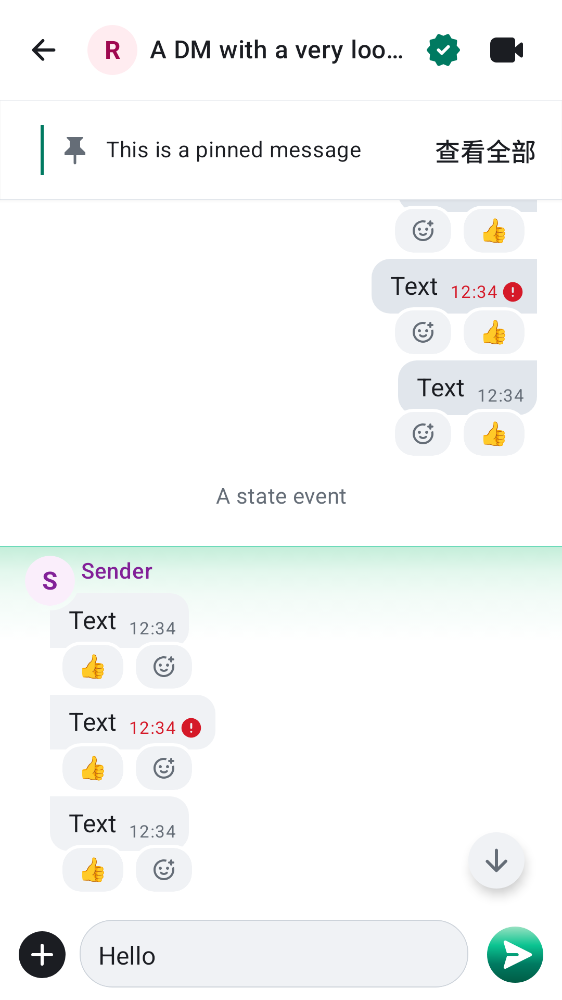 R
A DM with a very loo…
This is a pinned message
查看全部
Text 12:34
Text 12:34
A state event
S
Sender
Text 12:34
Text 12:34
Text 12:34
Hello